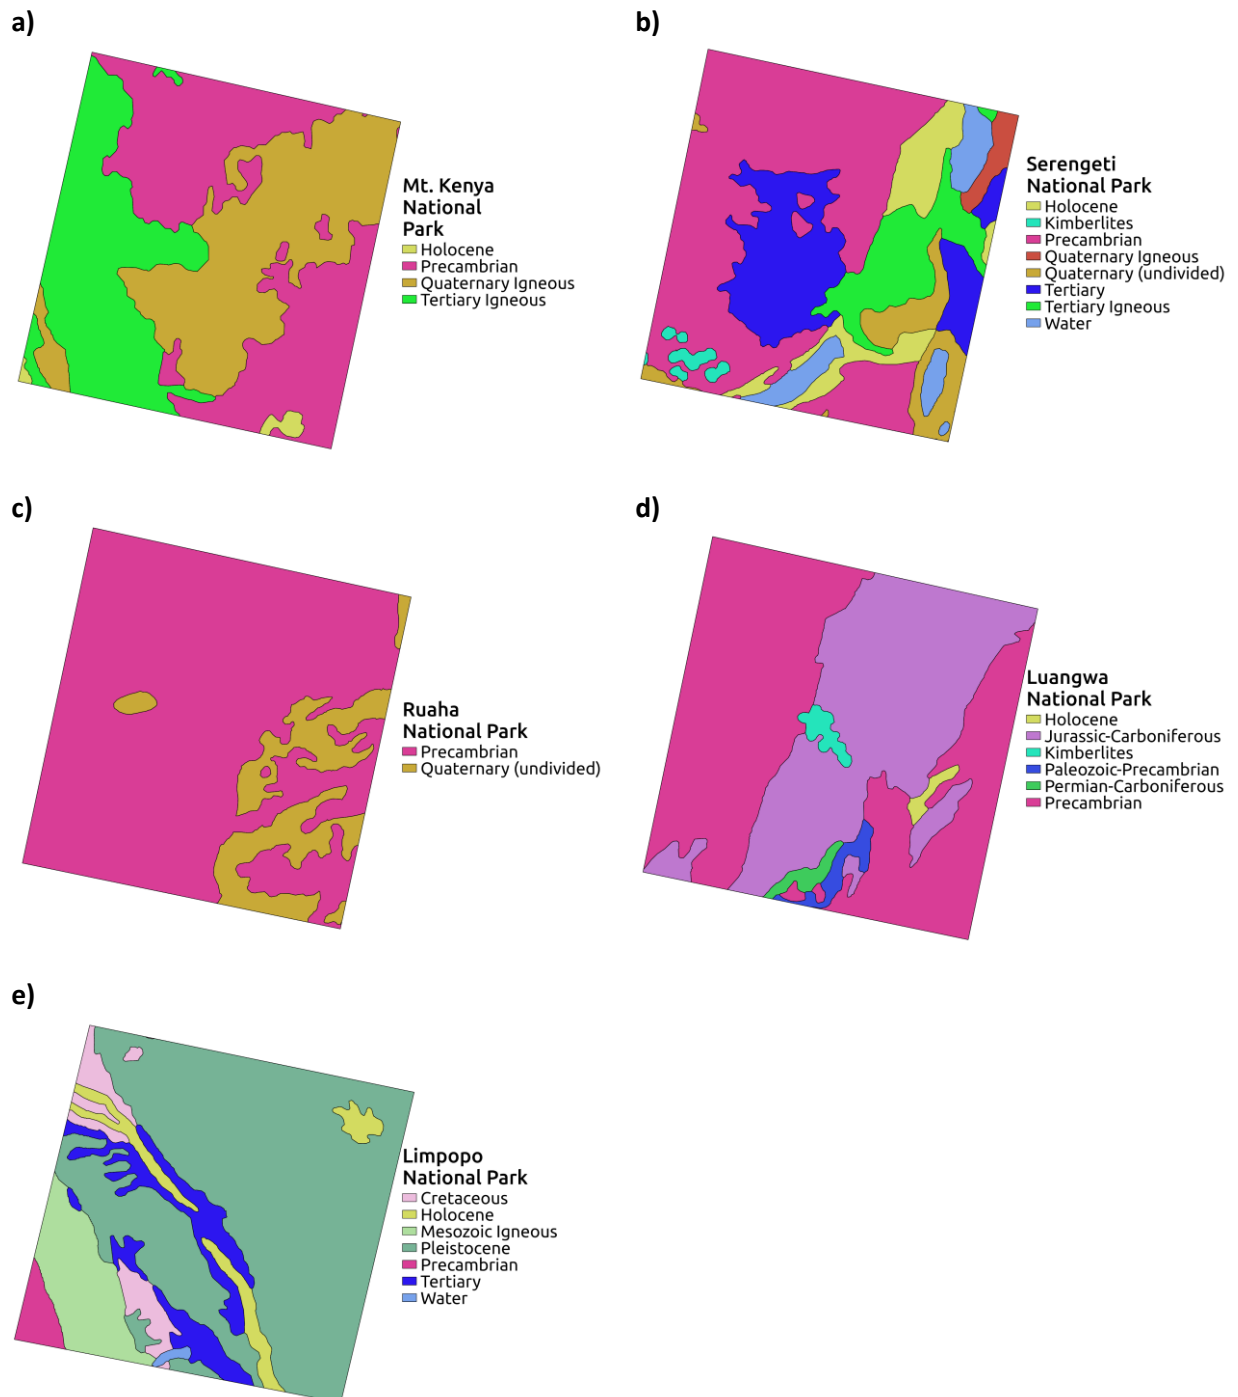 a)
Mt. Kenya
National
Park
Holocene
Precambrian
Quaternary Igneous
Tertiary Igneous
b)
Serengeti
National Park
Holocene
Kimberlites
Precambrian
Quaternary Igneous
Quaternary (undivided)
Tertiary
Tertiary Igneous
Water
c)
Ruaha
National Park
Precambrian
Quaternary (undivided)
d)
Luangwa
National Park
Holocene
Jurassic-Carboniferous
Kimberlites
Paleozoic-Precambrian
Permian-Carboniferous
Precambrian
e)
Limpopo
National Park
Cretaceous
Holocene
Mesozoic Igneous
Pleistocene
Precambrian
Tertiary
Water